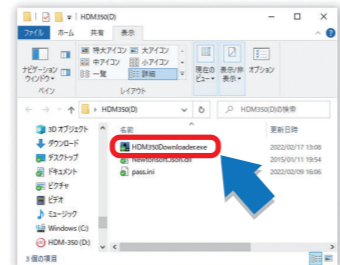 HDM350(D)
ファイル ホーム 共有 表示
特大アイコン 大アイコン
中アイコン 小アイコン
一覧 詳細
ナビゲーション ウィンドウ▾
現在の ビュー▾
表示/非 表示▾
オプション
ペイン レイアウト
> HDM350(D) HDM350(D)の検索
名前 更新日時
3D オブジェクト
ダウンロード
デスクトップ
ドキュメント
ピクチャ
ビデオ
ミュージック
Windows (C:)
HDM-350 (D:)
HDM350Downloader.exe 2022/02/17 13:08
Newtonsoft.Json.dll 2015/01/11 19:54
pass.ini 2022/02/09 16:06
3 個の項目